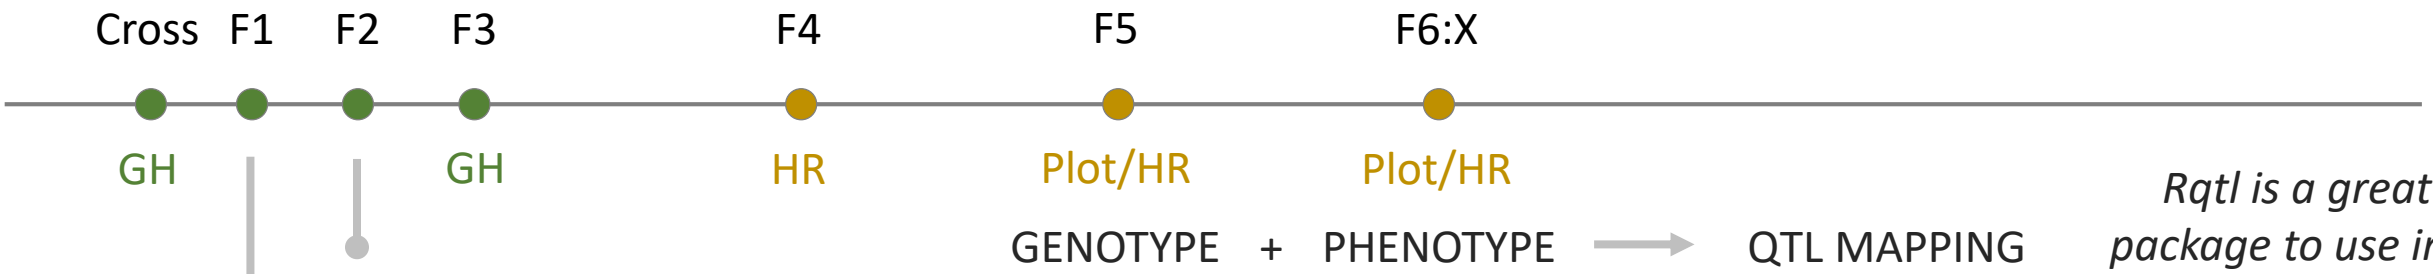 Cross F1 F2 F3 F4 F5 F6:X
GH GH HR Plot/HR Plot/HR
Rqtl is a great
GENOTYPE + PHENOTYPE QTL MAPPING package to use